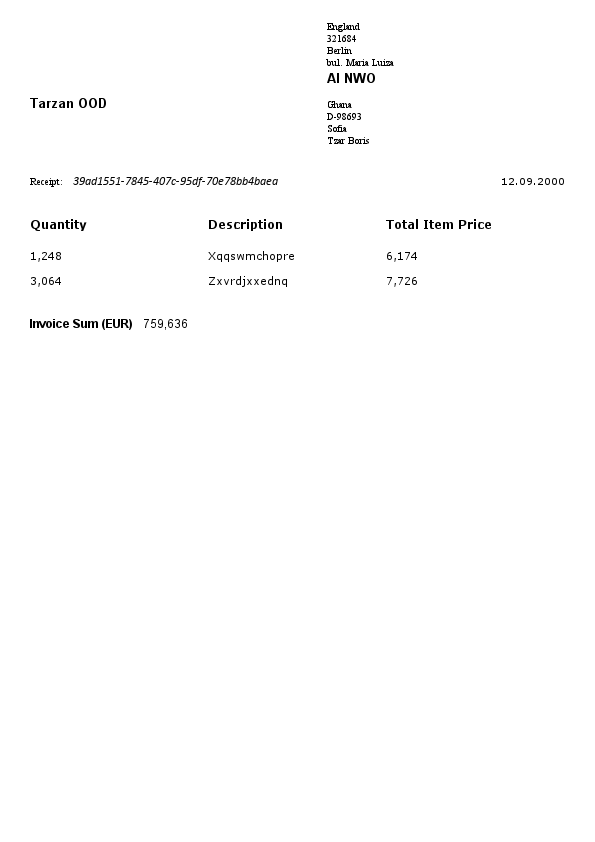 England
321684
Berlin
bul. Maria Luiza
AI NWO
Tarzan OOD
Ghana
D-98693
Sofia
Tzar Boris
Receipt: 39ad1551-7845-407c-95df-70e78bb4baea 12.09.2000
Quantity Description Total Item Price
1,248 Xqqswmchopre 6,174
3,064 Zxvrdjxxednq 7,726
Invoice Sum (EUR) 759,636